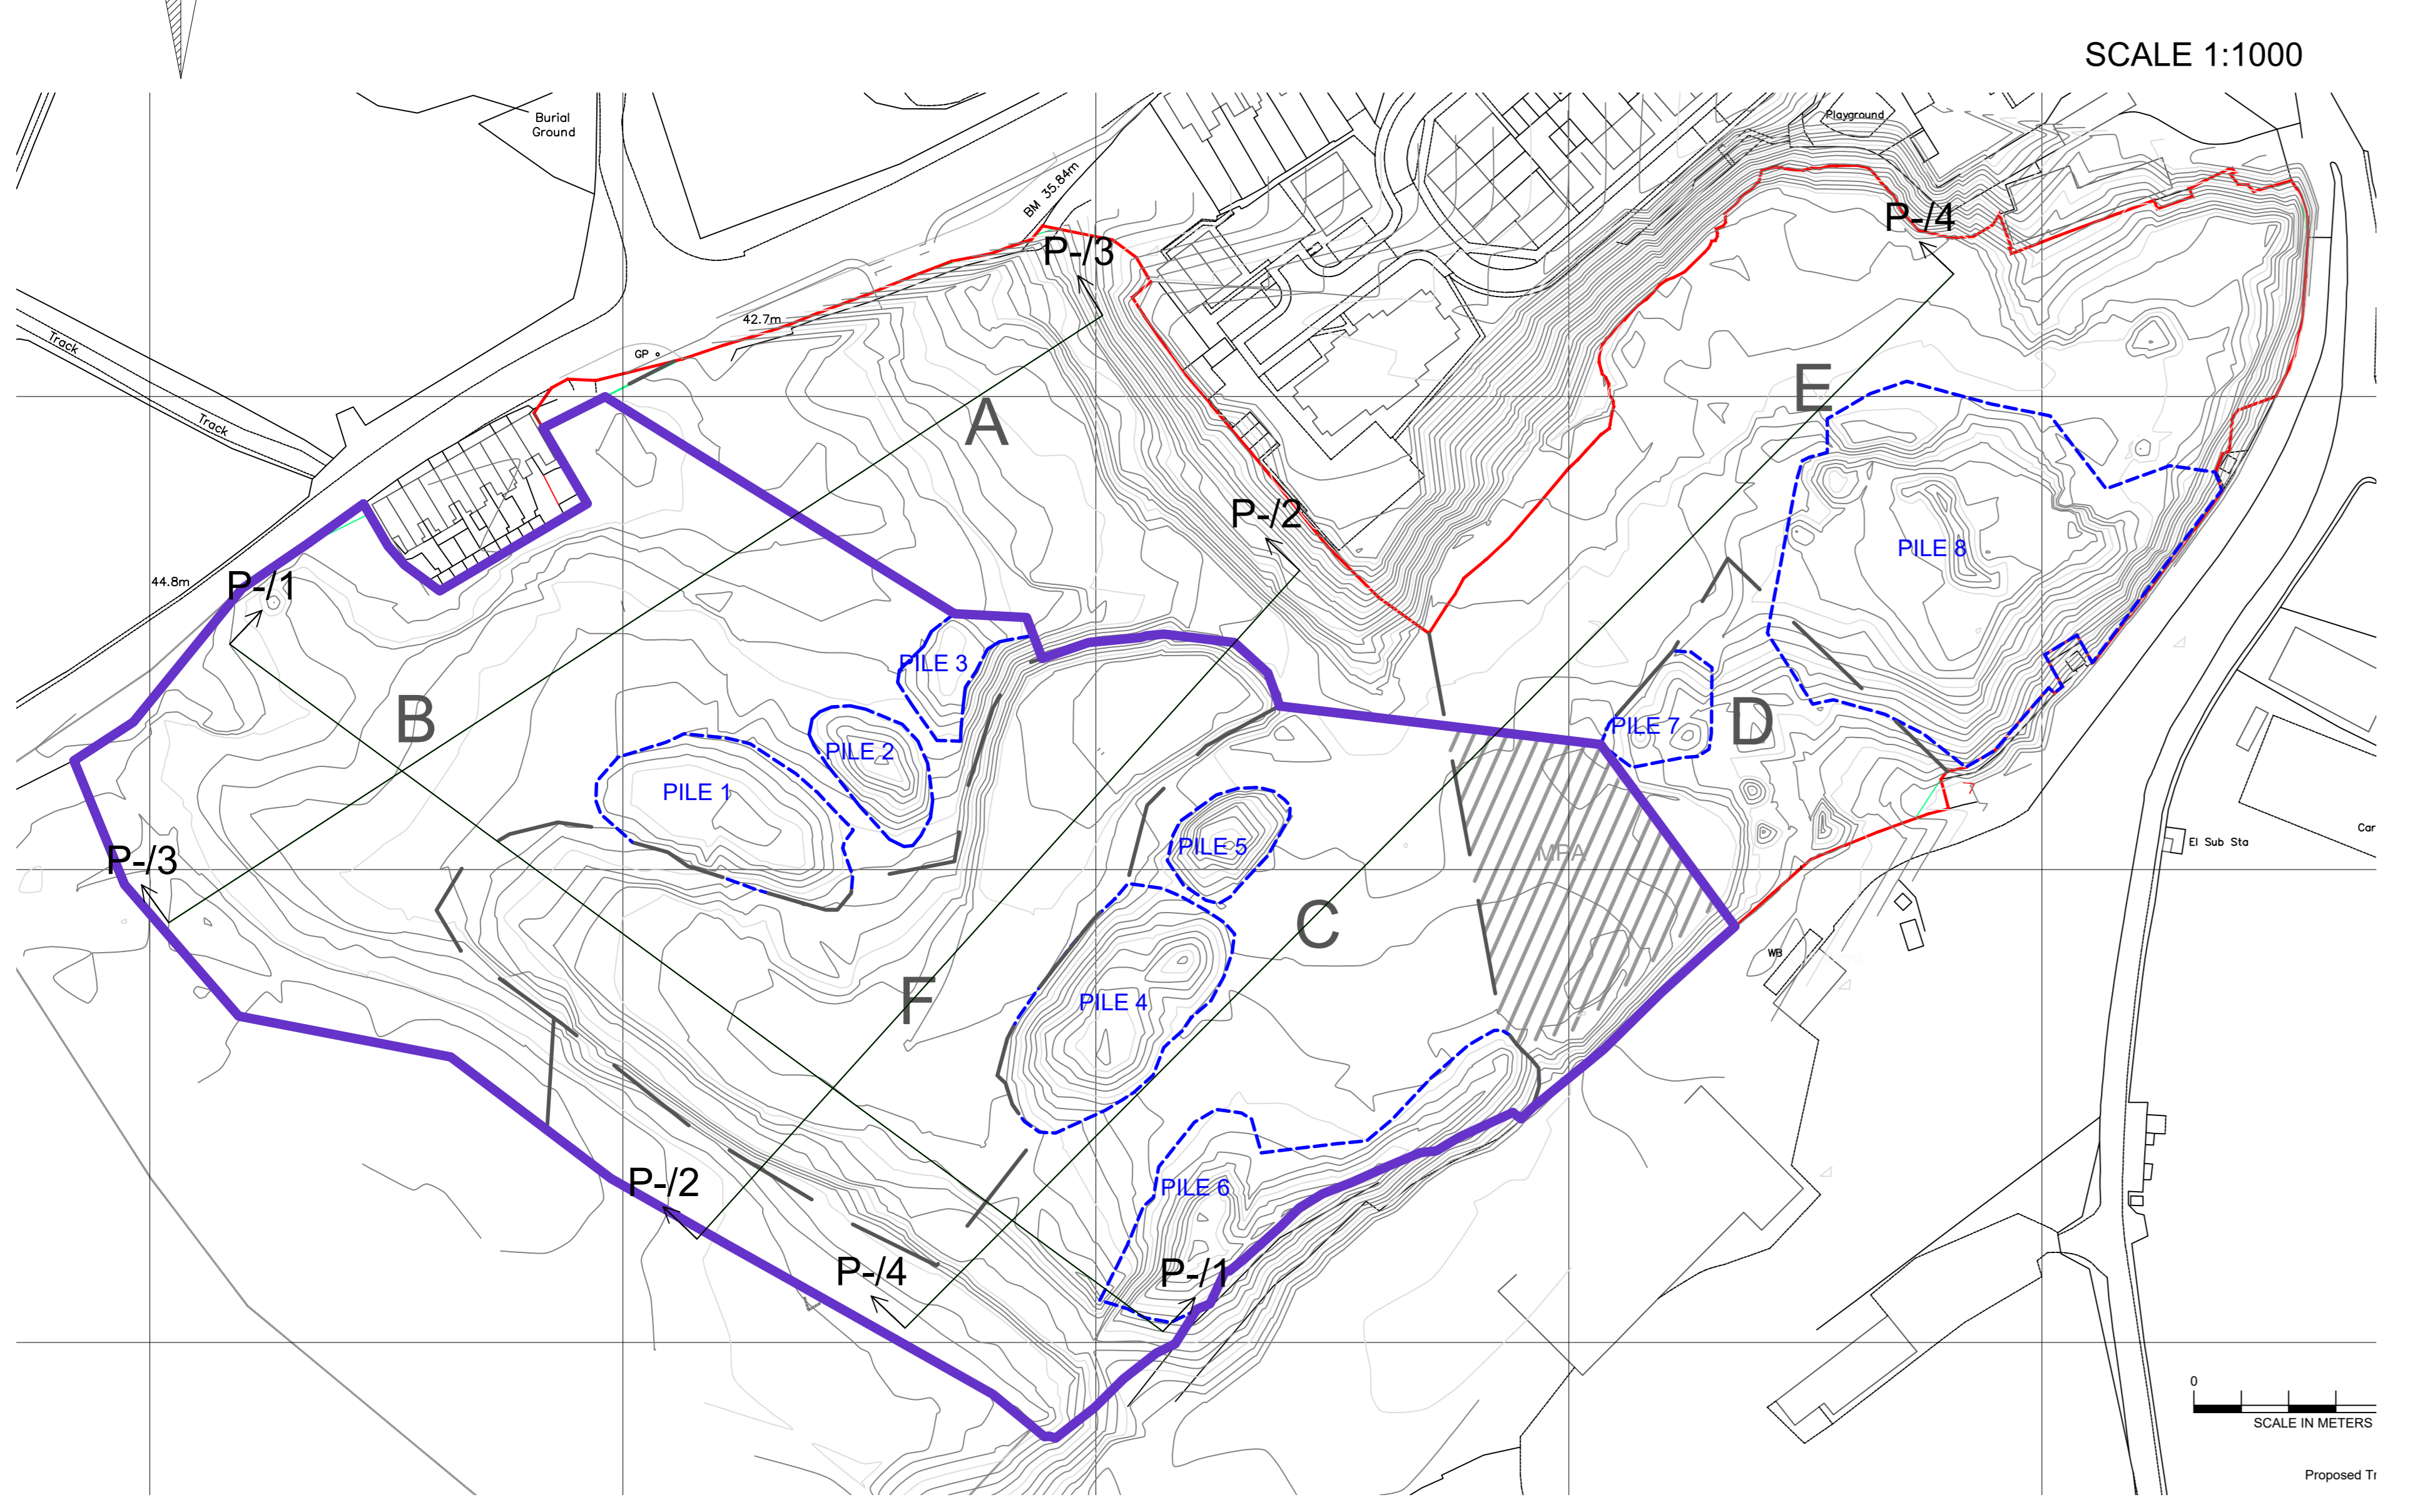 SCALE 1:1000
Burial
Ground
Playground
BM 35.84m
P-/4
P-/3
42.7m
Track
GP
E
Track
A
P-/2
PILE 8
44.8m
P-/1
PILE 3
B
D
PILE 7
PILE 2
PILE 1
El Sub Sta
Car
PILE 5
MPA
P-/3
C
WB
F
PILE 4
P-/2
PILE 6
P-/4
P-/1
0
SCALE IN METERS
Proposed